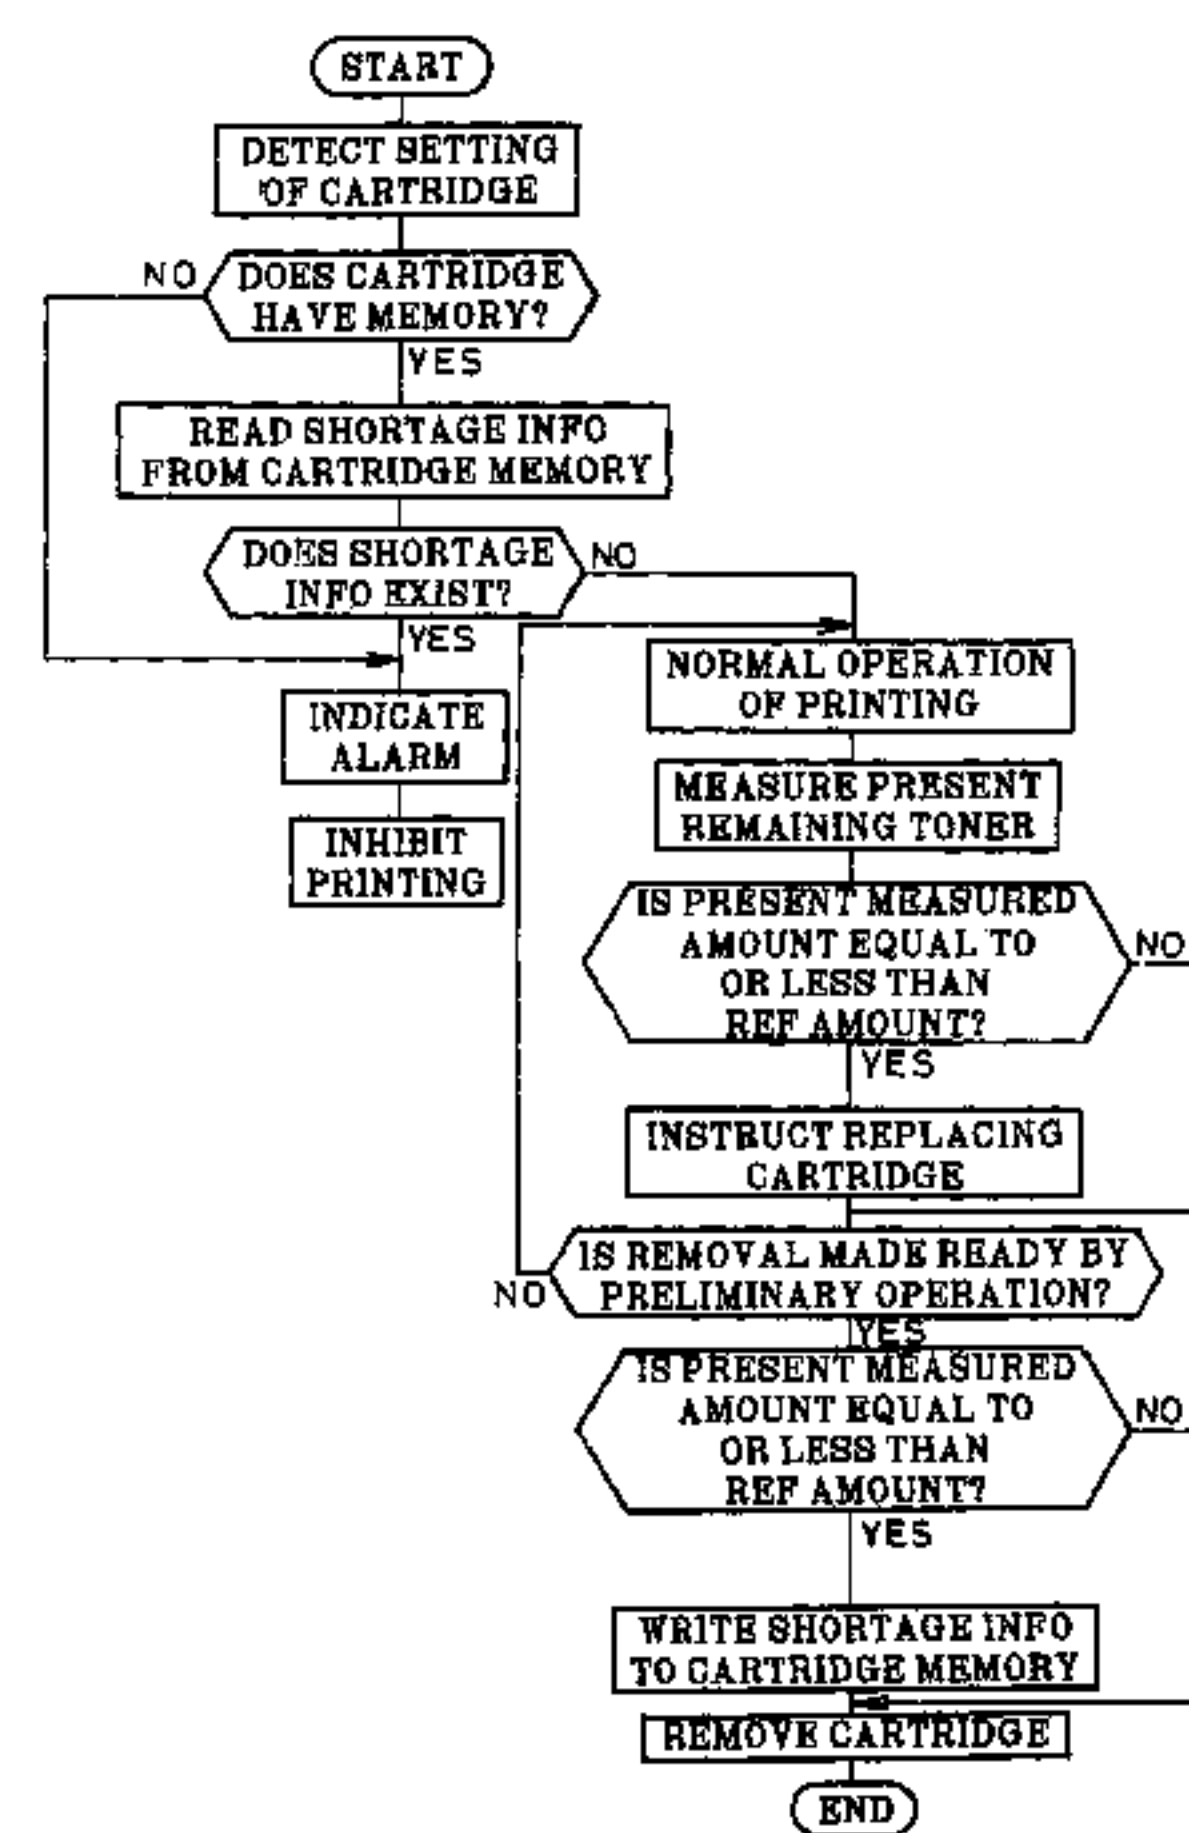 START
DETECT SETTING
OF CARTRIDGE
NO
DOES CARTRIDGE
HAVE MEMORY?
YES
READ SHORTAGE INFO
FROM CARTRIDGE MEMORY
DOES SHORTAGE
INFO EXIST?
NO
YES
INDICATE
ALARM
INHIBIT
PRINTING
NORMAL OPERATION
OF PRINTING
MEASURE PRESENT
REMAINING TONER
IS PRESENT MEASURED
AMOUNT EQUAL TO
OR LESS THAN
REF AMOUNT?
NO
YES
INSTRUCT REPLACING
CARTRIDGE
IS REMOVAL MADE READY BY
PRELIMINARY OPERATION?
NO
YES
IS PRESENT MEASURED
AMOUNT EQUAL TO
OR LESS THAN
REF AMOUNT?
NO
YES
WRITE SHORTAGE INFO
TO CARTRIDGE MEMORY
REMOVE CARTRIDGE
END